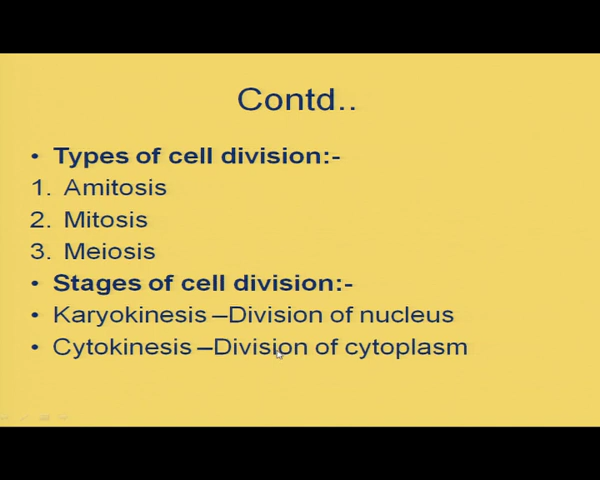 Contd..
• Types of cell division:-
1. Amitosis
2. Mitosis
3. Meiosis
• Stages of cell division:-
• Karyokinesis –Division of nucleus
• Cytokinesis –Division of cytoplasm